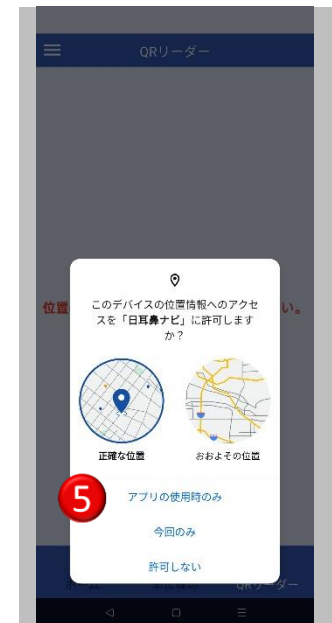 QRリーダー
位置
い。
このデバイスの位置情報へのアクセ
スを「日耳鼻ナビ」に許可します
か？
正確な位置
おおよその位置
5
アプリの使用時のみ
今回のみ
許可しない
QRリーダー